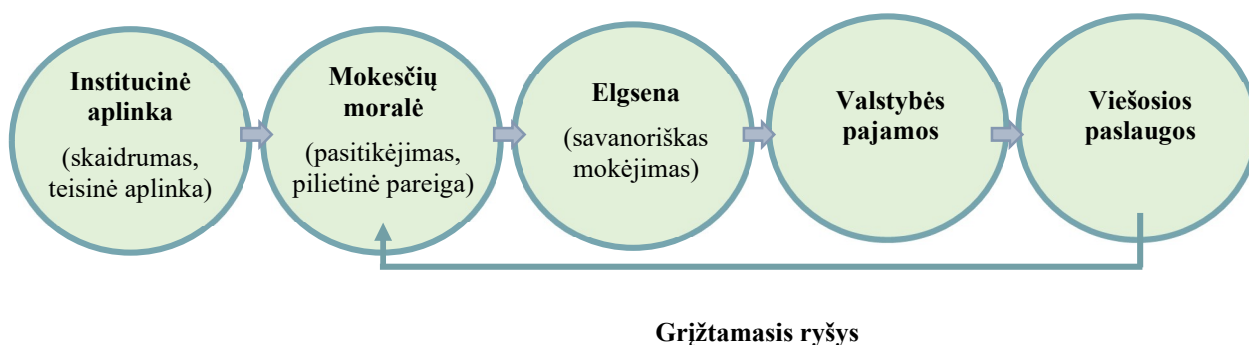 Institucinė
aplinka
(skaidrumas,
teisinė aplinka)
Mokesčių
moralė
(pasitikėjimas,
pilietinė pareiga)
Elgsena
(savanoriškas
mokėjimas)
Valstybės
pajamos
Viešosios
paslaugos
Grįžtamasis ryšys